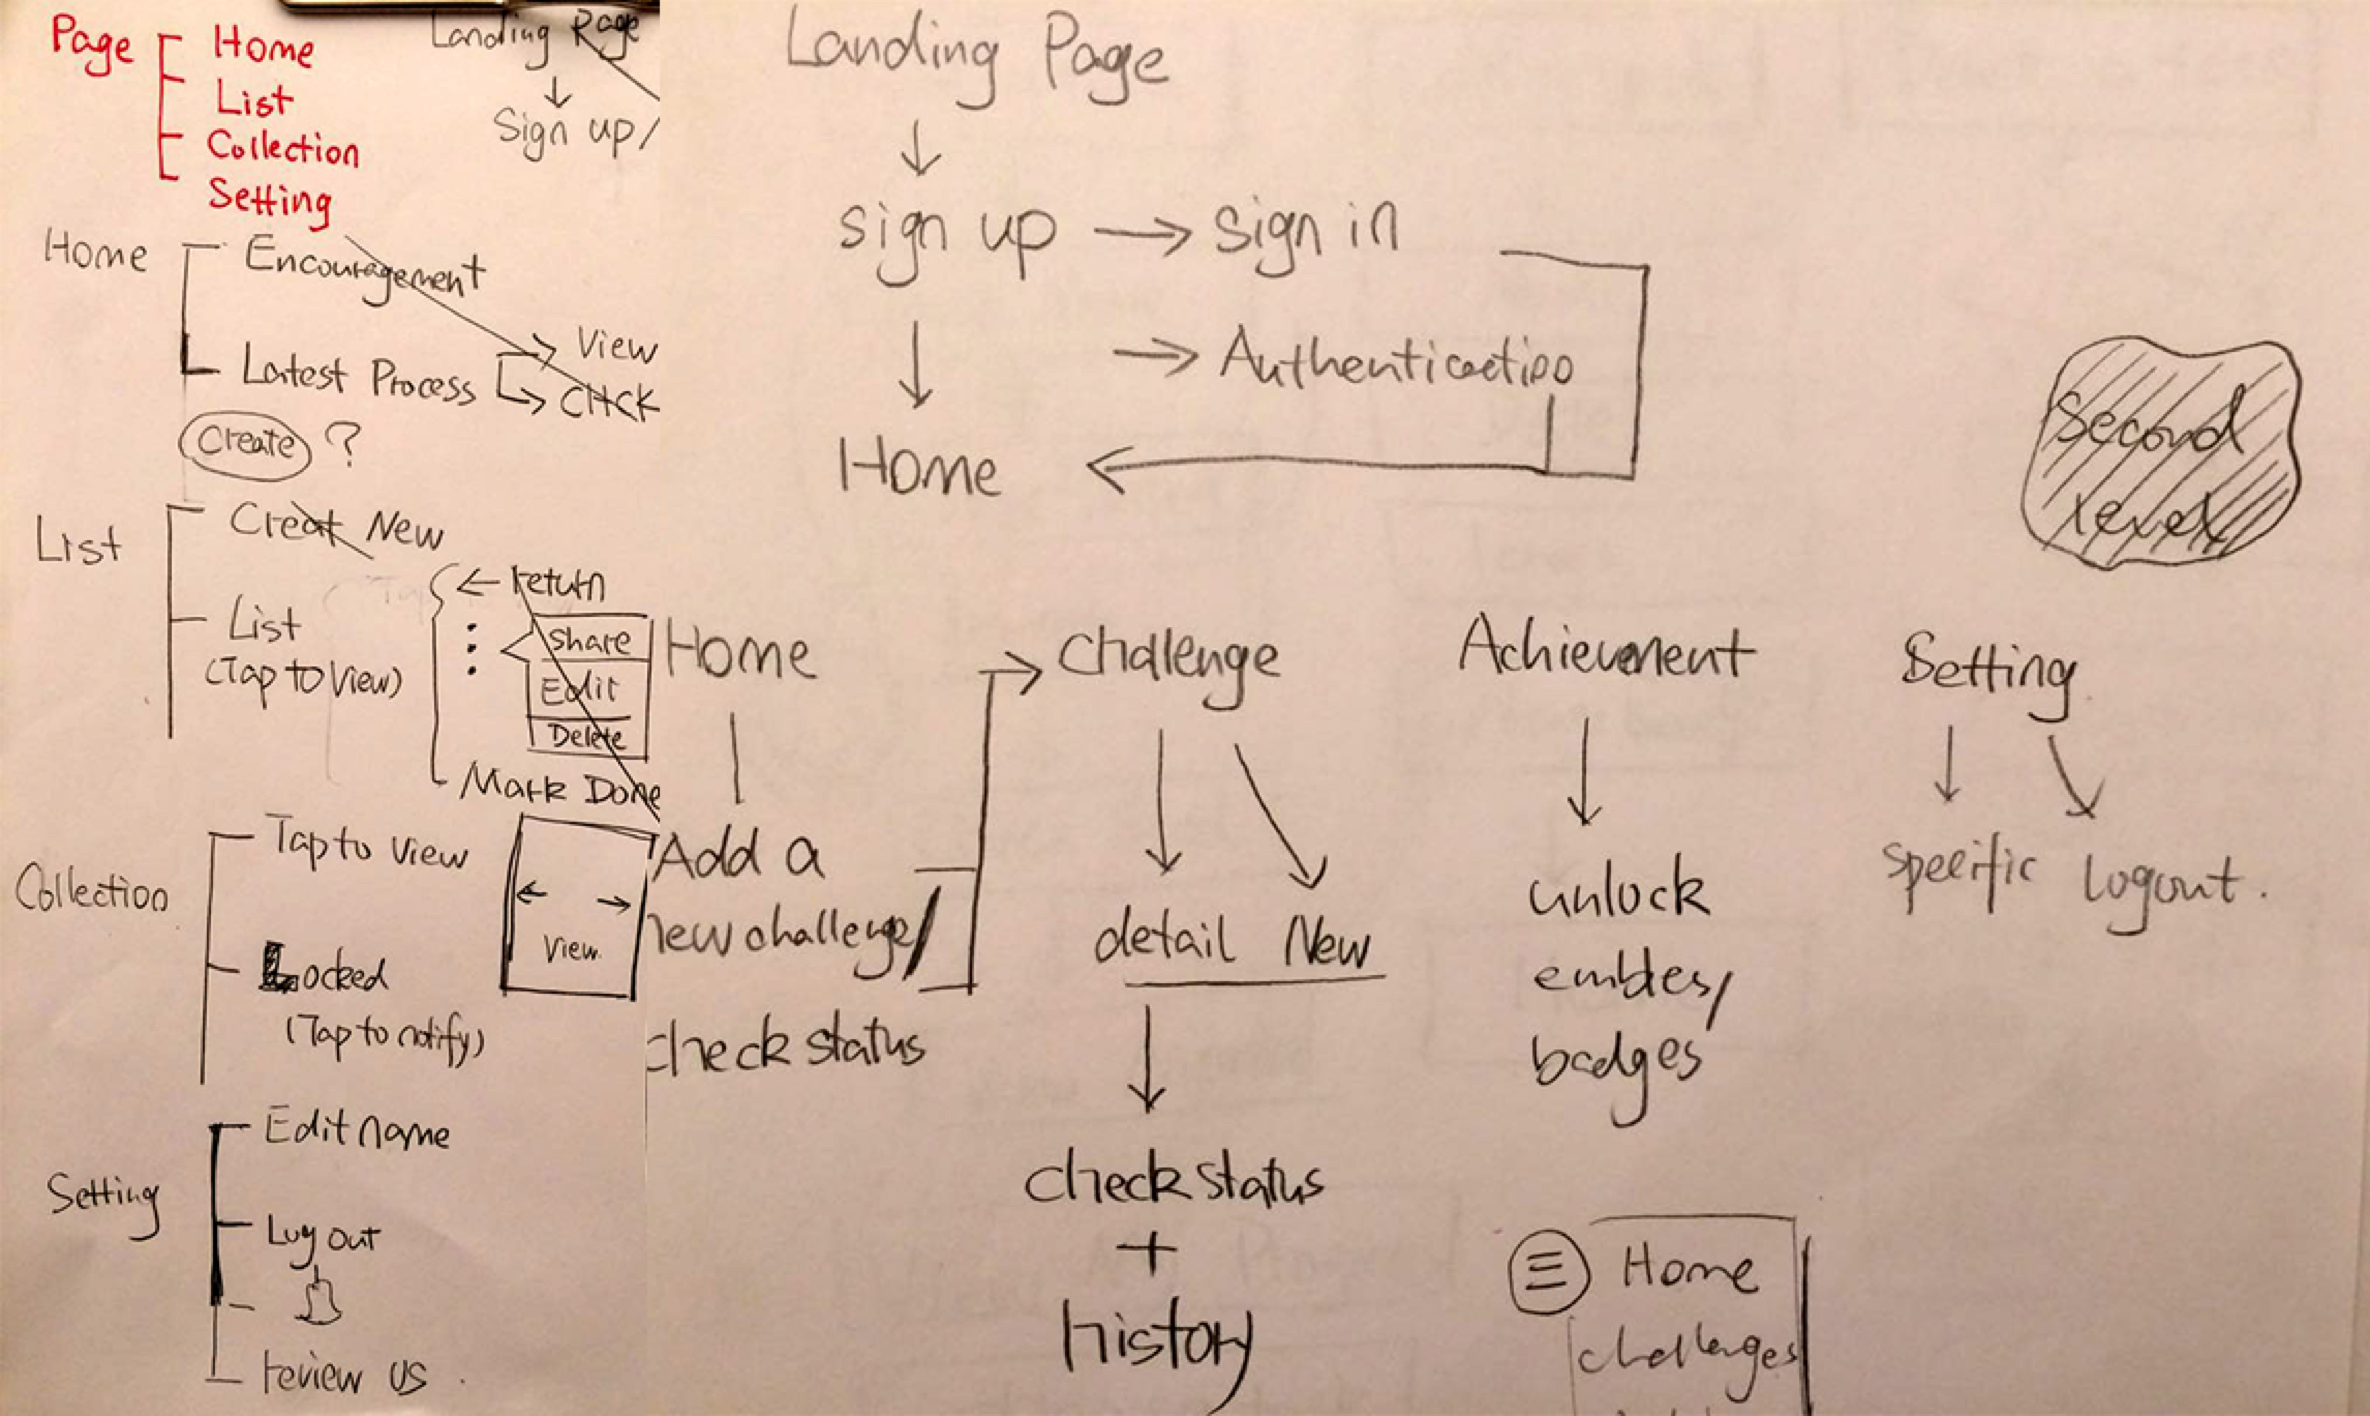 Page
Home
List
Collection
Setting
Landing Page
Sign up/
Home
Encouragement
Latest Process
View
Click
Create ?
List
Creat New
List
(Tap to View)
return
Share
Edit
Delete
Mark Done
Collection
Tap to View
View
Locked
(Tap to notify)
Setting
Edit name
Log out
review us
Landing Page
sign up
sign in
Authentication
Home
Second
level
Home
Add a
new challenge/
check status
challenge
detail New
check status
+
history
Achievement
unlock
embles/
badges
Setting
specific logout.
Home
challenges